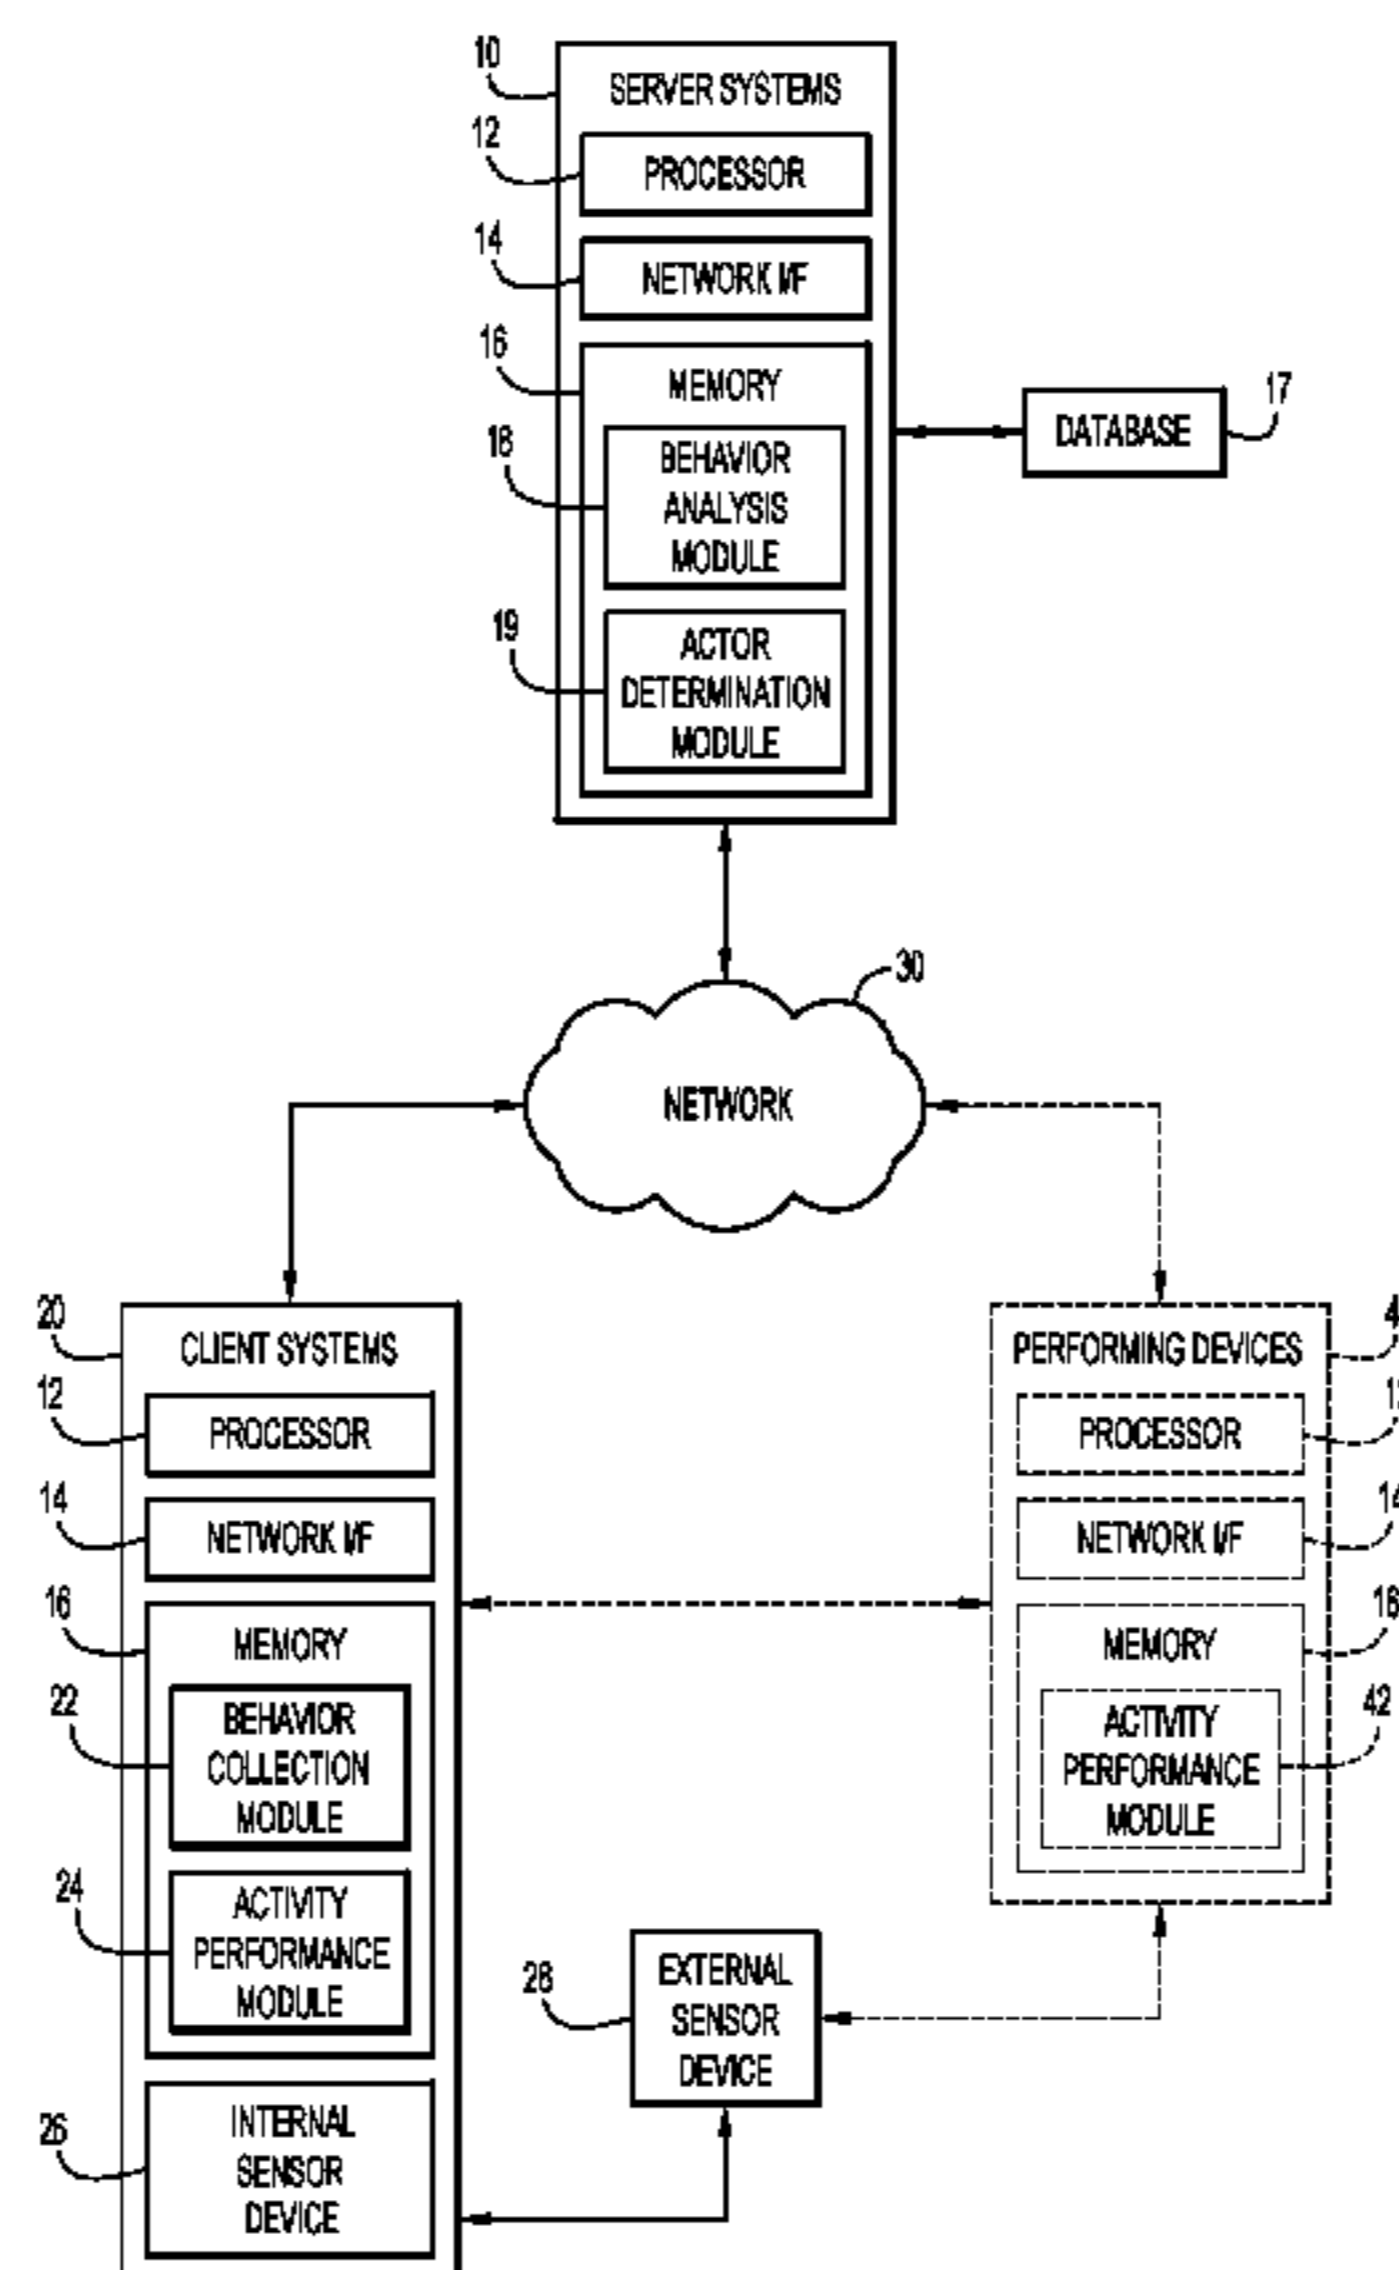 10
SERVER SYSTEMS
12
PROCESSOR
14
NETWORK I/F
16
MEMORY
18
BEHAVIOR
ANALYSIS
MODULE
17
DATABASE
19
ACTOR
DETERMINATION
MODULE
30
NETWORK
20
CLIENT SYSTEMS
12
PROCESSOR
14
NETWORK I/F
16
MEMORY
22
BEHAVIOR
COLLECTION
MODULE
24
ACTIVITY
PERFORMANCE
MODULE
26
INTERNAL
SENSOR
DEVICE
28
EXTERNAL
SENSOR
DEVICE
PERFORMING DEVICES
PROCESSOR
NETWORK I/F
14
MEMORY
16
ACTIVITY
PERFORMANCE
MODULE
42